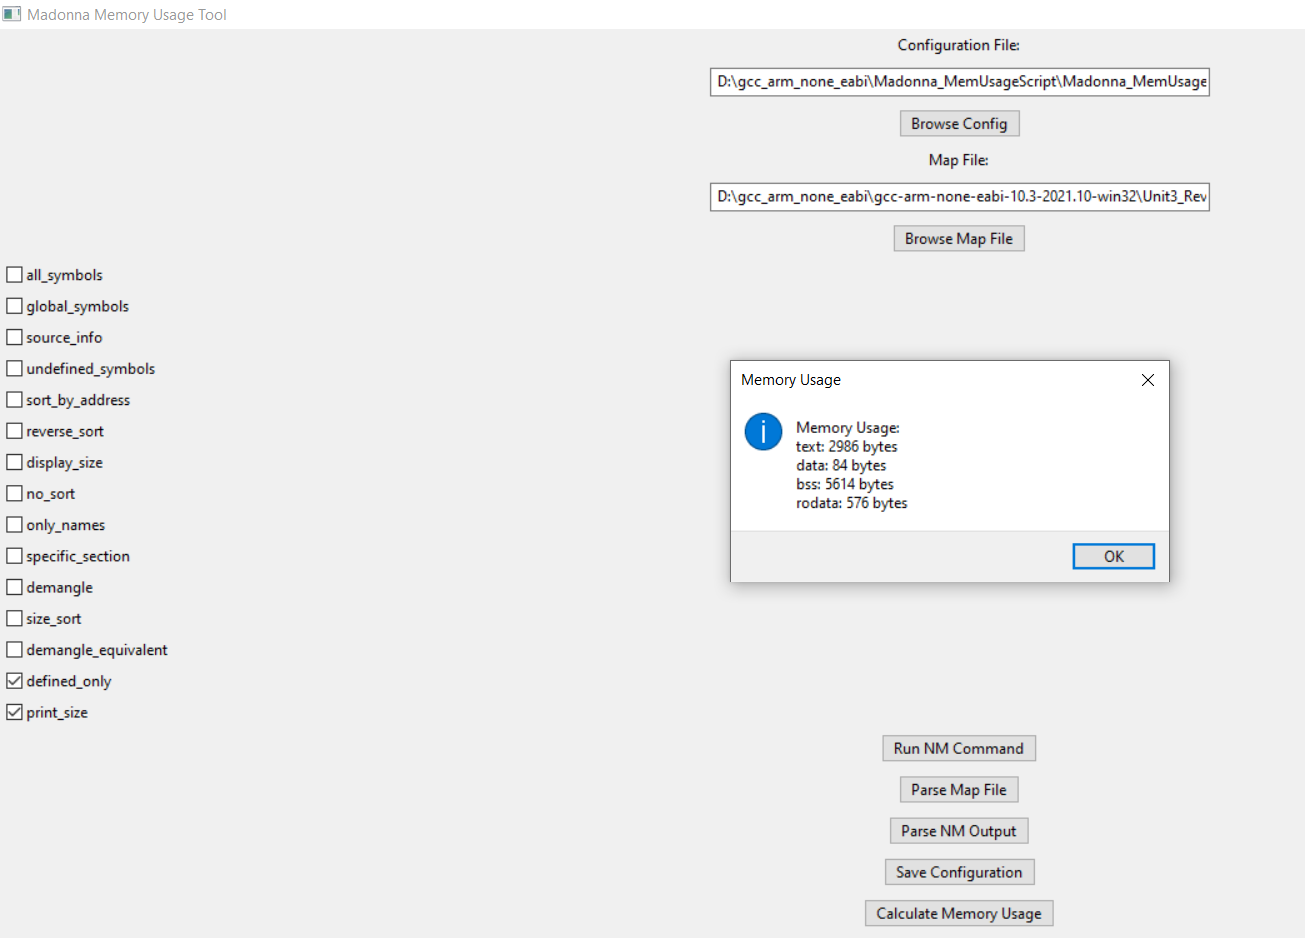 Madonna Memory Usage Tool
Configuration File:
D:\gcc_arm_none_eabi\Madonna_MemUsageScript\Madonna_MemUsage
Browse Config
Map File:
D:\gcc_arm_none_eabi\gcc-arm-none-eabi-10.3-2021.10-win32\Unit3_Rev
Browse Map File
all_symbols
global_symbols
source_info
undefined_symbols
sort_by_address
reverse_sort
display_size
no_sort
only_names
specific_section
demangle
size_sort
demangle_equivalent
defined_only
print_size
Memory Usage
Memory Usage:
text: 2986 bytes
data: 84 bytes
bss: 5614 bytes
rodata: 576 bytes
OK
Run NM Command
Parse Map File
Parse NM Output
Save Configuration
Calculate Memory Usage